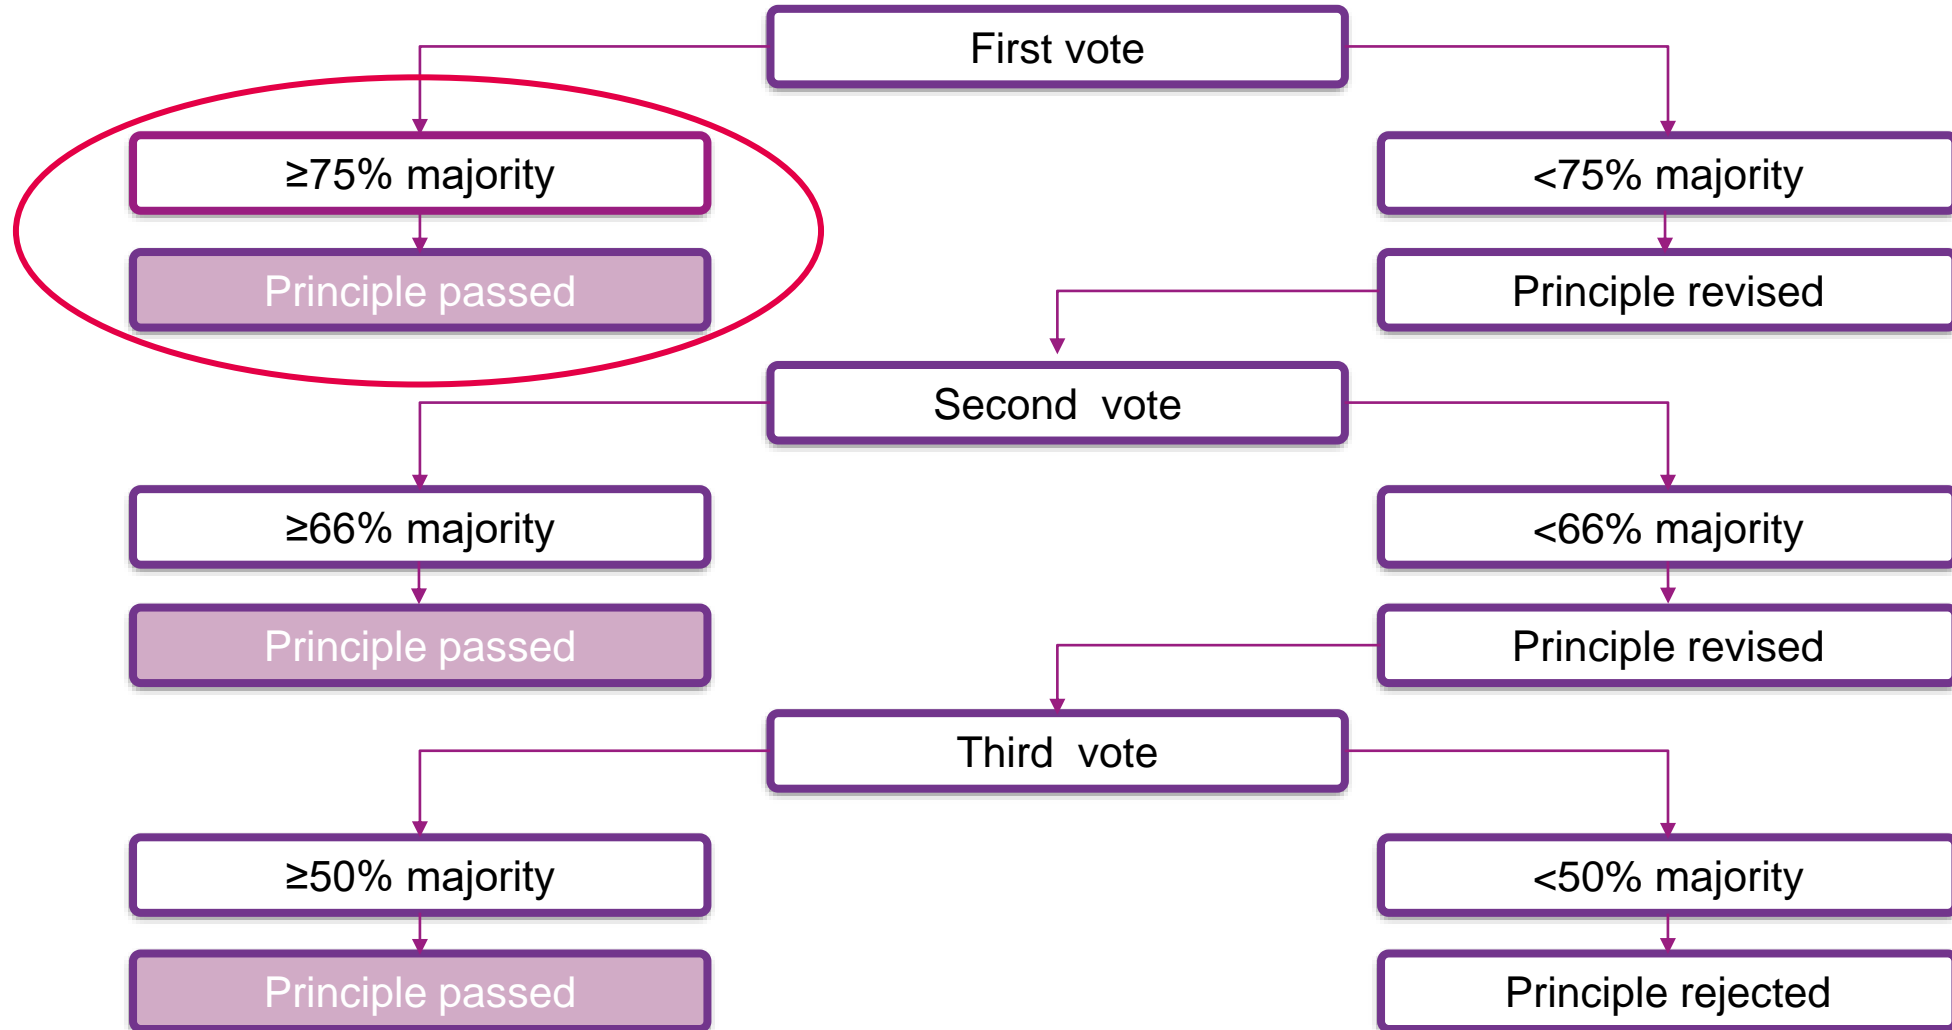 First vote
≥75% majority
<75% majority
Principle passed
Principle revised
Second  vote
≥66% majority
<66% majority
Principle passed
Principle revised
Third  vote
≥50% majority
<50% majority
Principle passed
Principle rejected